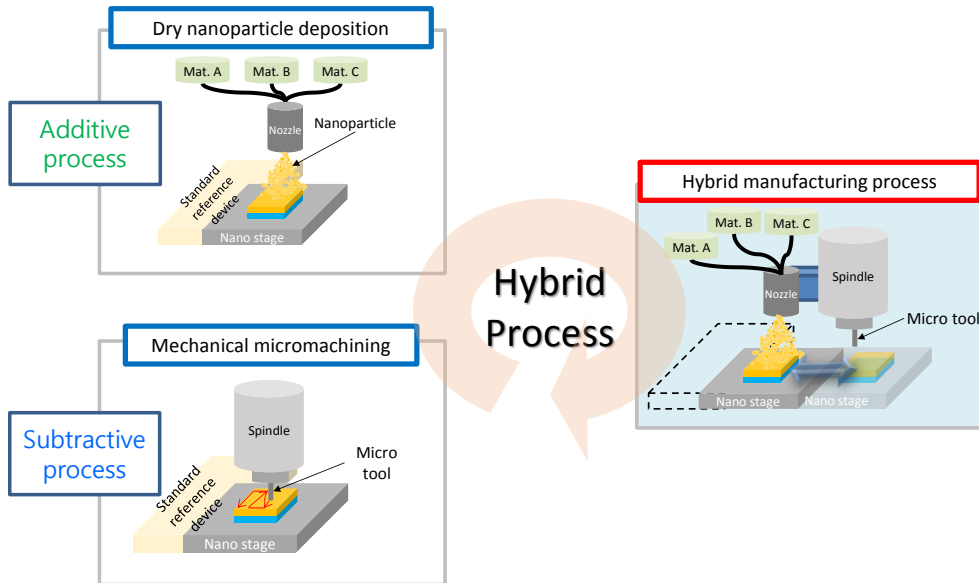 Dry nanoparticle deposition
Mat. A
Mat. B
Mat. C
Nozzle
Nanoparticle
Additive
process
Standard
reference
device
Nano stage
Mechanical micromachining
Spindle
Micro
tool
Subtractive
process
Standard
reference
device
Nano stage
Hybrid
Process
Hybrid manufacturing process
Mat. B
Mat. C
Mat. A
Spindle
Nozzle
Micro tool
Nano stage
Nano stage